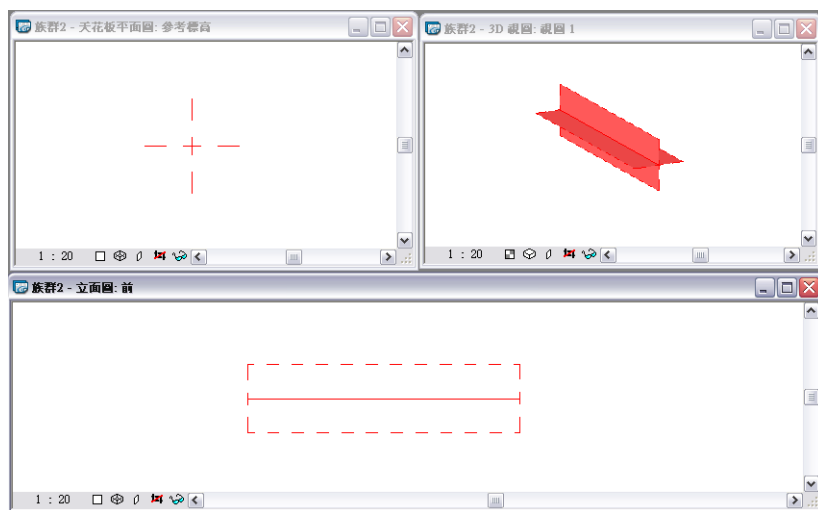 族群2 - 天花板平面圖: 參考標高
族群2 - 3D 視圖: 視圖 1
1 : 20
1 : 20
族群2 - 立面圖: 前
1 : 20